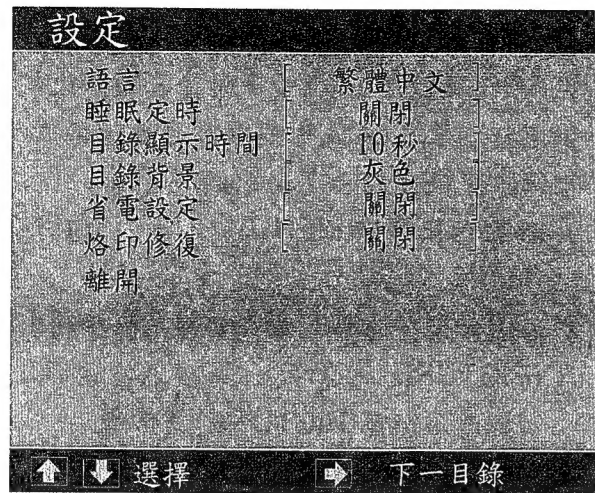 設定
語言 [ 繁體中文 ]
睡眠定時 [ 關閉 ]
目錄顯示時間 [ 10秒 ]
目錄背景 [ 灰色 ]
省電設定 [ 關閉 ]
烙印修復 [ 關閉 ]
離開
選擇 下一目錄